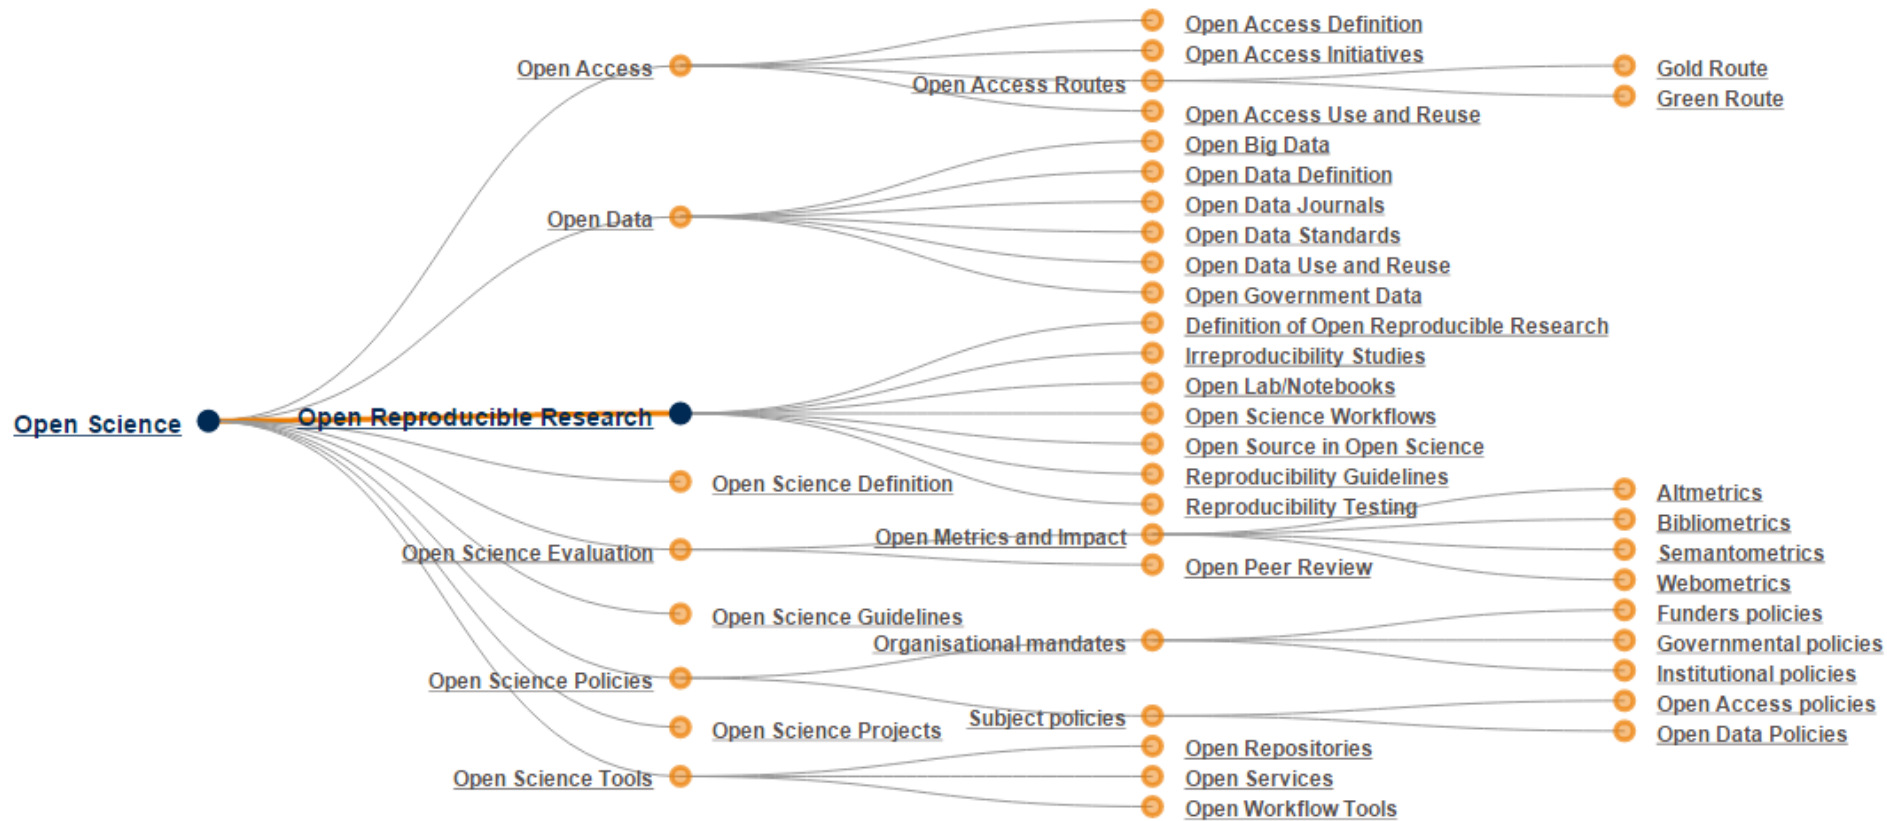 Open Science
Open Access
Open Access Definition
Open Access Initiatives
Open Access Routes
Gold Route
Green Route
Open Access Use and Reuse
Open Data
Open Big Data
Open Data Definition
Open Data Journals
Open Data Standards
Open Data Use and Reuse
Open Government Data
Open Reproducible Research
Definition of Open Reproducible Research
Irreproducibility Studies
Open Lab/Notebooks
Open Science Workflows
Open Source in Open Science
Reproducibility Guidelines
Reproducibility Testing
Open Science Definition
Open Science Evaluation
Open Metrics and Impact
Altmetrics
Bibliometrics
Semantometrics
Webometrics
Open Peer Review
Open Science Guidelines
Open Science Policies
Organisational mandates
Funders policies
Governmental policies
Institutional policies
Subject policies
Open Access policies
Open Data Policies
Open Science Projects
Open Science Tools
Open Repositories
Open Services
Open Workflow Tools